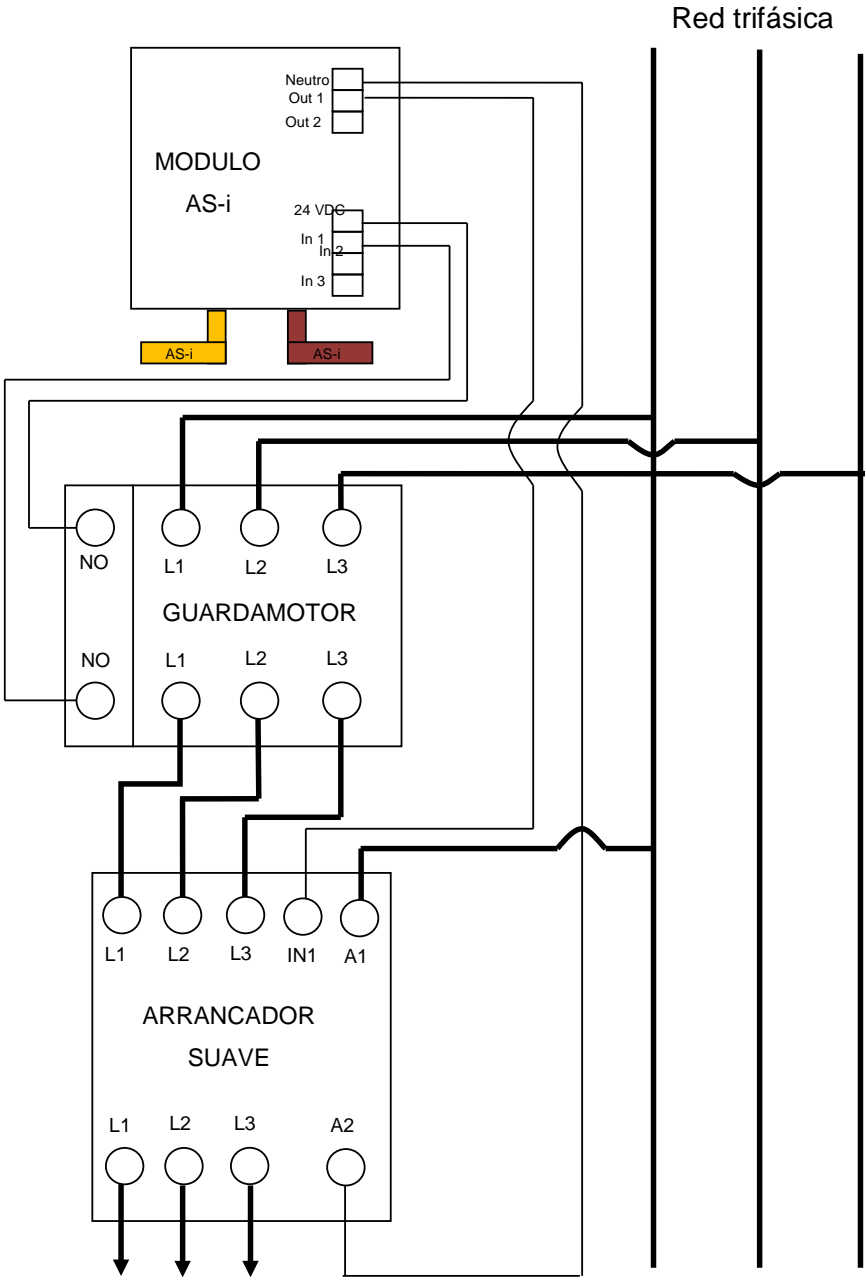 Red trifásica
Neutro
Out 1
Out 2
MODULO
AS-i
24 VDC
In 1
In 2
In 3
AS-i
AS-i
NO
L1
L2
L3
GUARDAMOTOR
NO
L1
L2
L3
L1
L2
L3
IN1
A1
ARRANCADOR
SUAVE
L1
L2
L3
A2